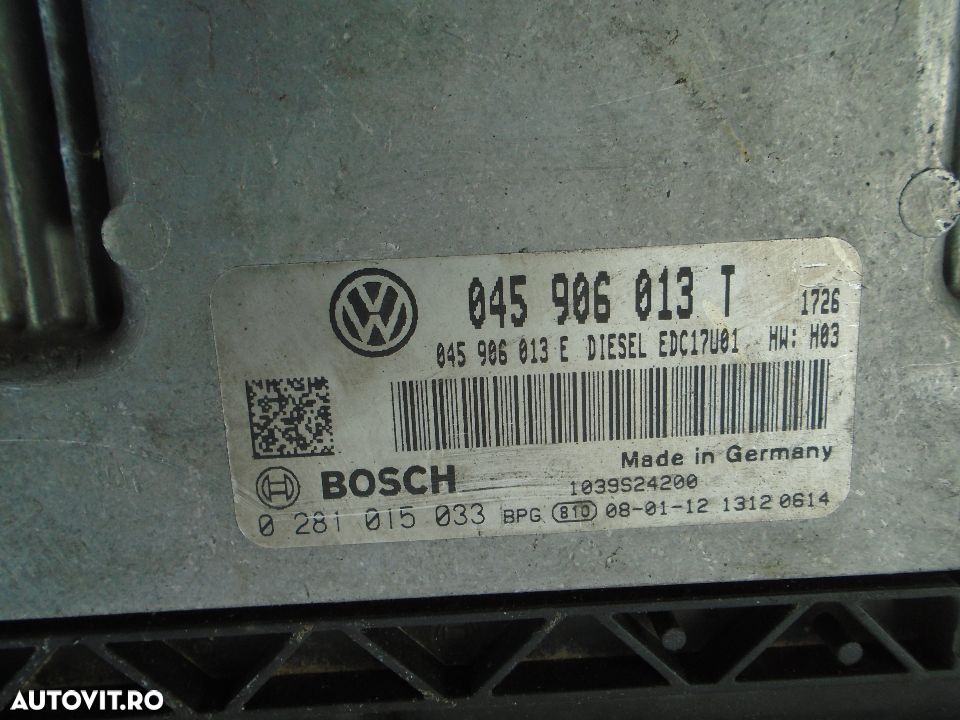 045 906 013 T 1726
045 906 013 E DIESEL EDC17U01 HW: H03
Made in Germany
BOSCH 1039S24200
0 281 015 033 BPG 810 08-01-12 1312 0614
AUTOVIT.RO